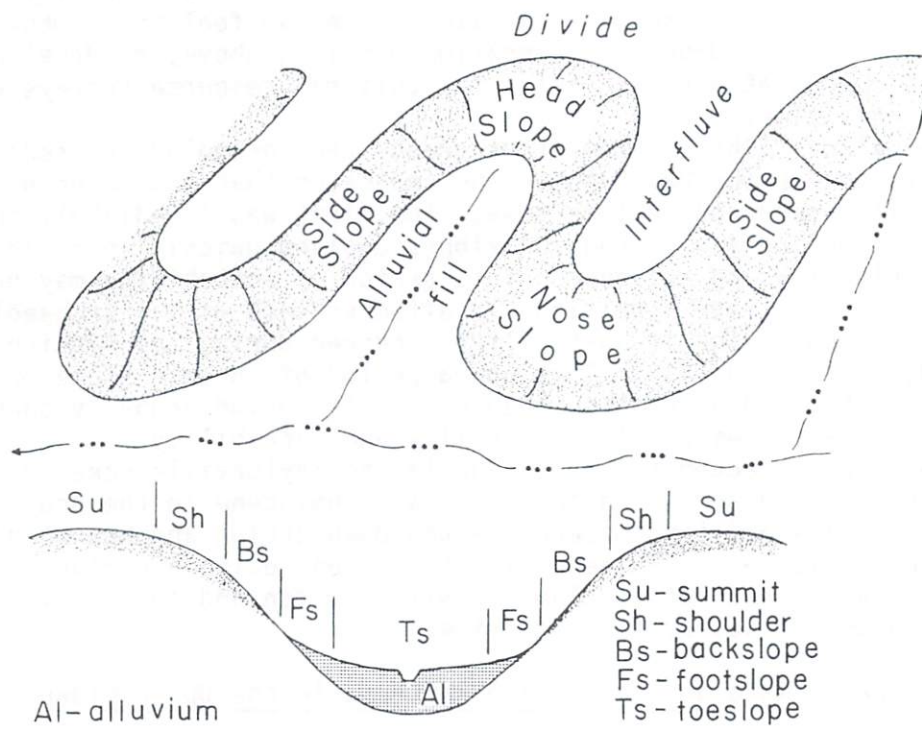 Divide
Head
Slope
Interfluve
Side
Slope
Side
Slope
Alluvial
fill
Nose
Slope
Su
Sh
Bs
Fs
Ts
Fs
Bs
Sh
Su
Al
Al-alluvium
Su- summit
Sh- shoulder
Bs-backslope
Fs-footslope
Ts-toeslope